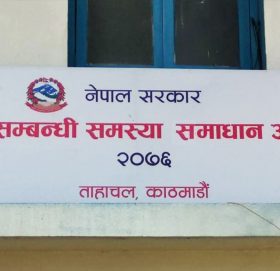 नेपाल सरकार
सम्बन्धी समस्या समाधान
२०७६
ताहाचल, काठमाडौं